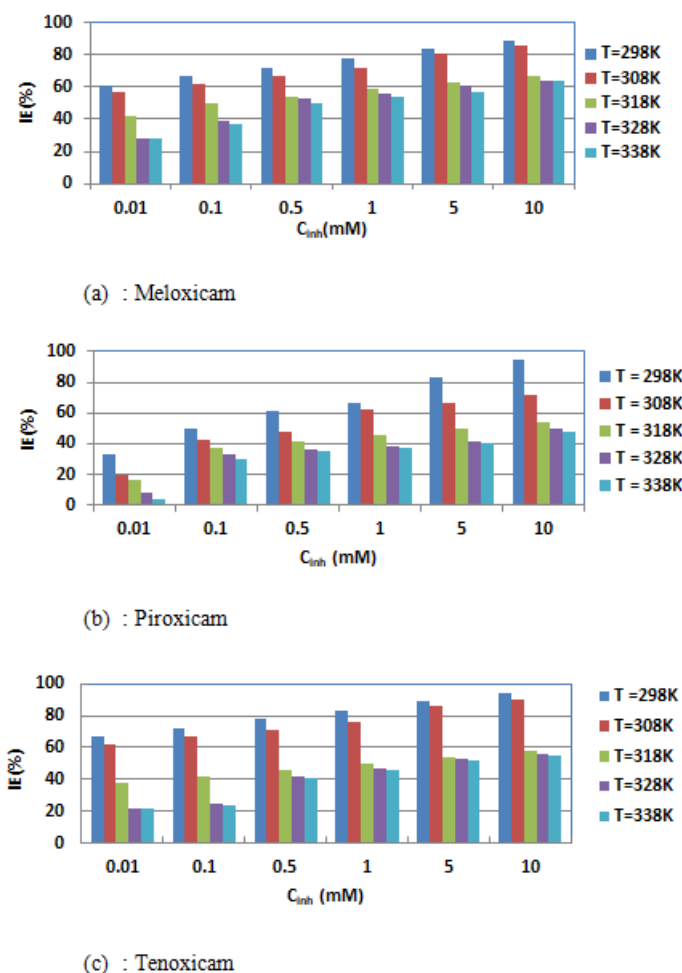 100
80
60
40
20
0
IE(%)
0.01 0.1 0.5 1 5 10
Cinh(mM)
T=298K
T=308K
T=318K
T=328K
T=338K
(a) : Meloxicam
100
80
60
40
20
0
IE(%)
0.01 0.1 0.5 1 5 10
Cinh (mM)
T = 298K
T = 308K
T = 318K
T = 328K
T = 338K
(b) : Piroxicam
100
80
60
40
20
0
IE(%)
0.01 0.1 0.5 1 5 10
Cinh (mM)
T =298K
T=308K
T=318K
T=328K
T=338K
(c) : Tenoxicam